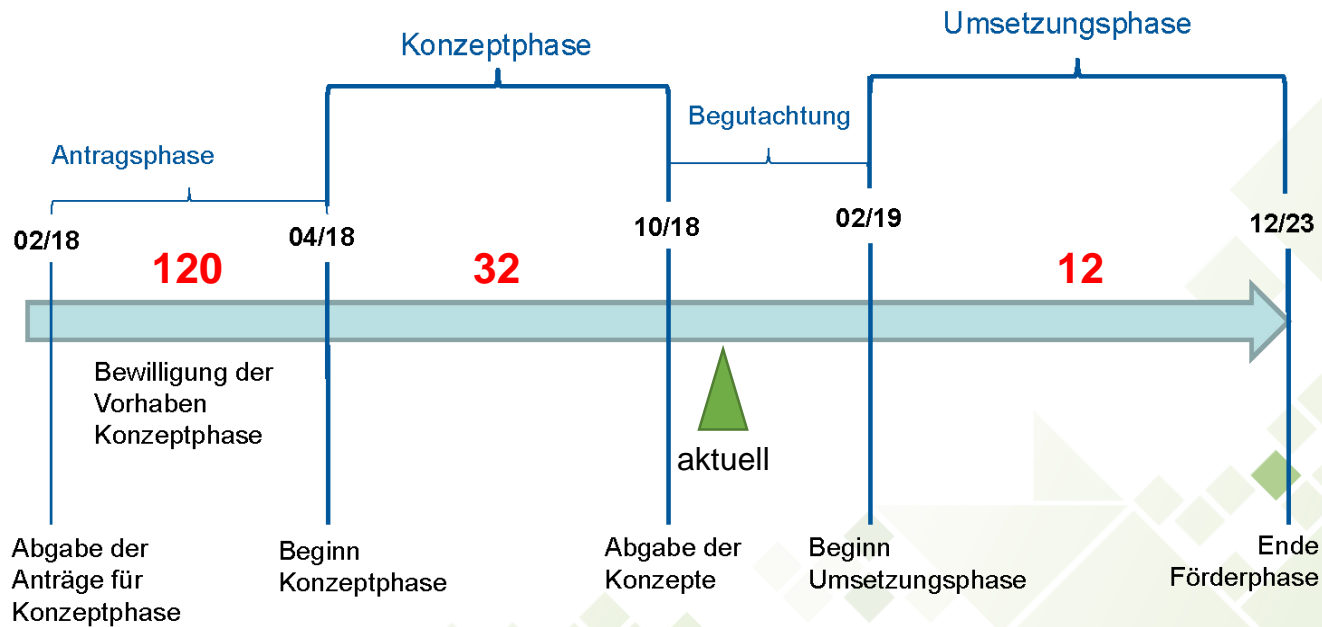 Umsetzungsphase
Konzeptphase
Begutachtung
Antragsphase
02/18
04/18
10/18
02/19
12/23
120
32
12
Bewilligung der
Vorhaben
Konzeptphase
aktuell
Abgabe der
Anträge für
Konzeptphase
Beginn
Konzeptphase
Abgabe der
Konzepte
Beginn
Umsetzungsphase
Ende
Förderphase